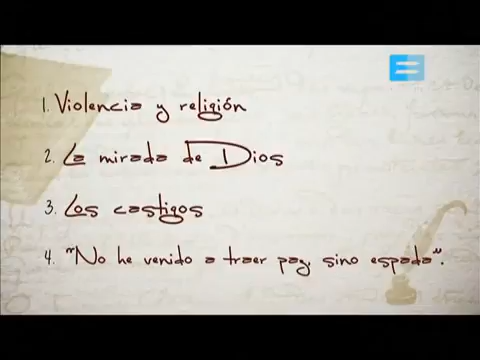 1. Violencia y religión
2. La mirada de Dios
3. Los castigos
4. "No he venido a traer paz, sino espada".